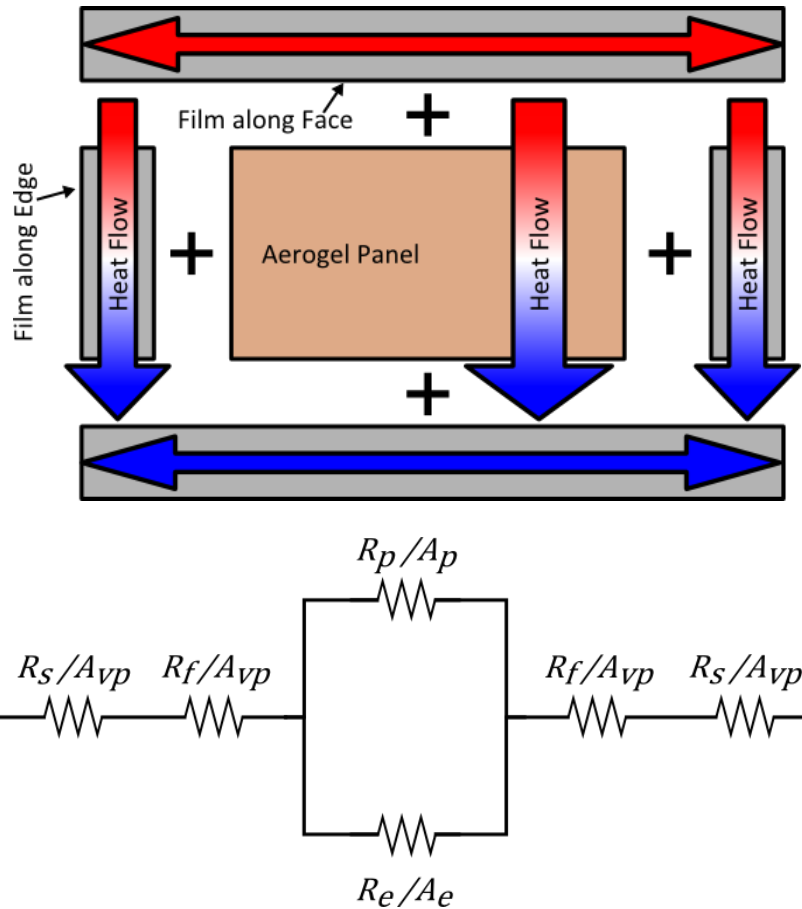 Film along Face
Film along Edge
Heat Flow
Aerogel Panel
Heat Flow
Heat Flow
R_p/A_p
R_s/A_vp
R_f/A_vp
R_f/A_vp
R_s/A_vp
R_e/A_e